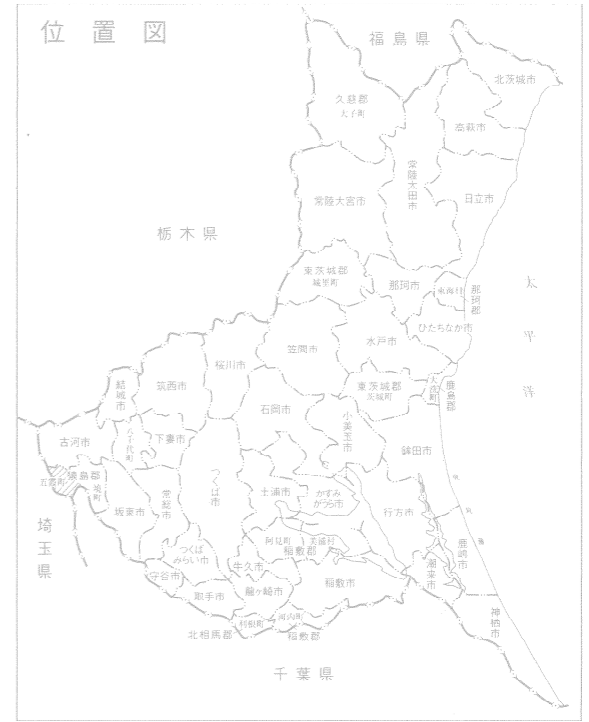 位置図
福島県
北茨城市
久慈郡
大子町
高萩市
常陸太田市
常陸大宮市
日立市
栃木県
東茨城郡
城里町
那珂市
東海村
那珂郡
太平洋
ひたちなか市
水戸市
笠間市
桜川市
筑西市
結城市
東茨城郡
茨城町
大洗町
鹿島郡
石岡市
小美玉市
鉾田市
古河市
八千代町
下妻市
つくば市
五霞町
猿島郡
境町
坂東市
常総市
土浦市
かすみ
がうら市
行方市
鹿島灘
埼玉県
つくば
みらい市
阿見町
美浦村
稲敷郡
牛久市
稲敷市
潮来市
鹿嶋市
守谷市
取手市
龍ヶ崎市
神栖市
利根町
河内町
北相馬郡
稲敷郡
千葉県